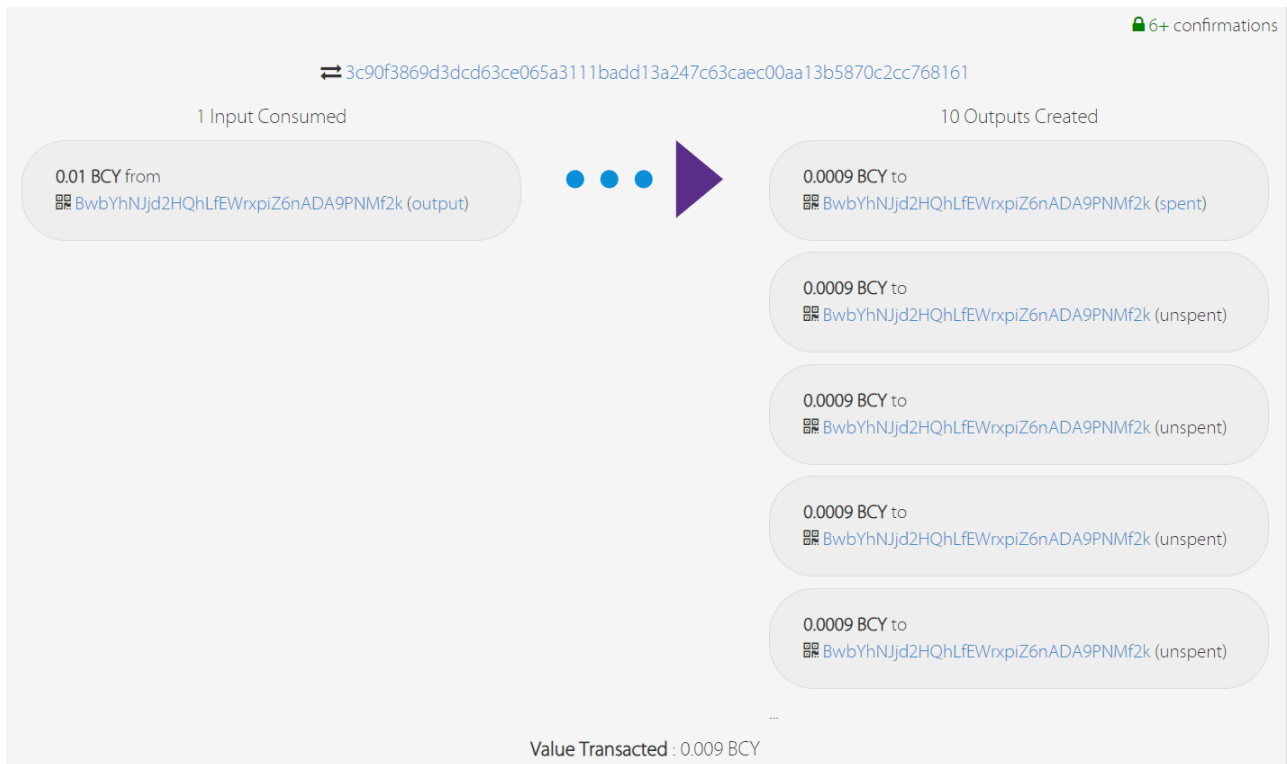 6+ confirmations
3c90f3869d3dcd63ce065a3111badd13a247c63caec00aa13b5870c2cc768161
1 Input Consumed
0.01 BCY from
BwbYhNJjd2HQhLfEWrxpiZ6nADA9PNMf2k (output)
10 Outputs Created
0.0009 BCY to
BwbYhNJjd2HQhLfEWrxpiZ6nADA9PNMf2k (spent)
0.0009 BCY to
BwbYhNJjd2HQhLfEWrxpiZ6nADA9PNMf2k (unspent)
0.0009 BCY to
BwbYhNJjd2HQhLfEWrxpiZ6nADA9PNMf2k (unspent)
0.0009 BCY to
BwbYhNJjd2HQhLfEWrxpiZ6nADA9PNMf2k (unspent)
0.0009 BCY to
BwbYhNJjd2HQhLfEWrxpiZ6nADA9PNMf2k (unspent)
...
Value Transacted : 0.009 BCY